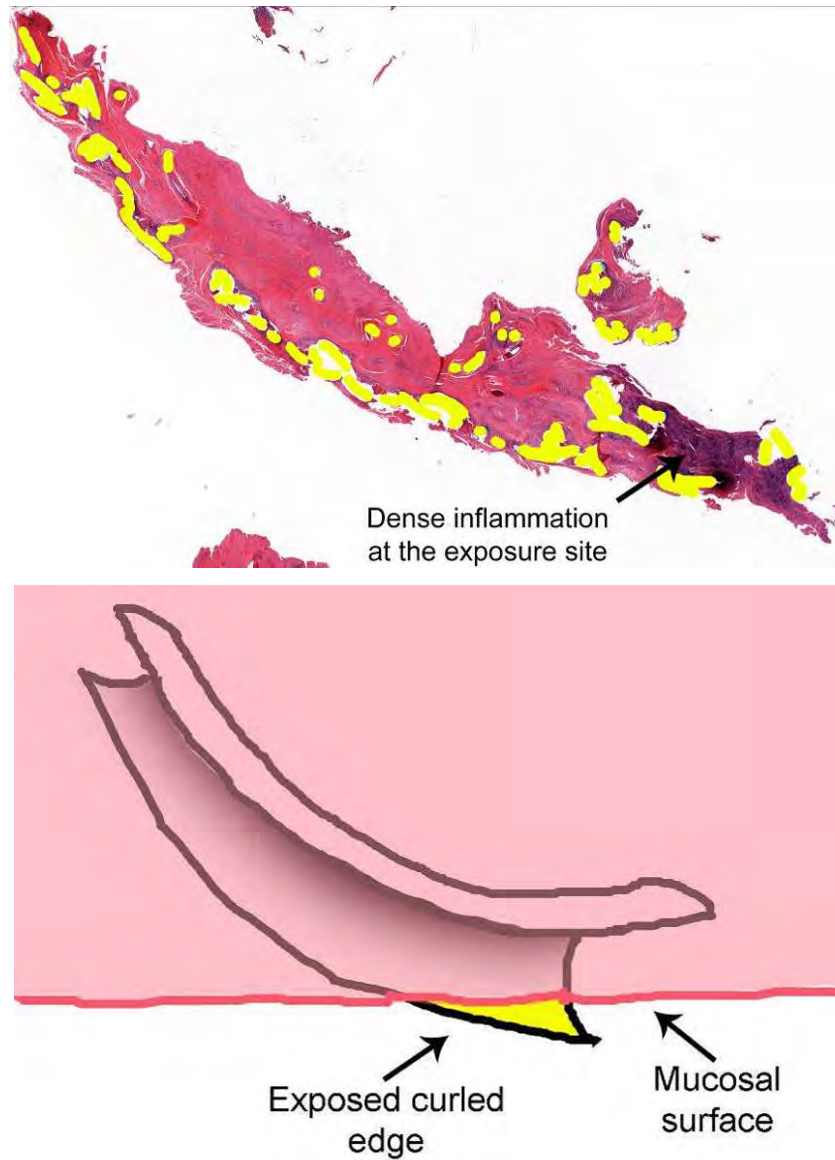 Dense inflammation
at the exposure site
Exposed curled
edge
Mucosal
surface